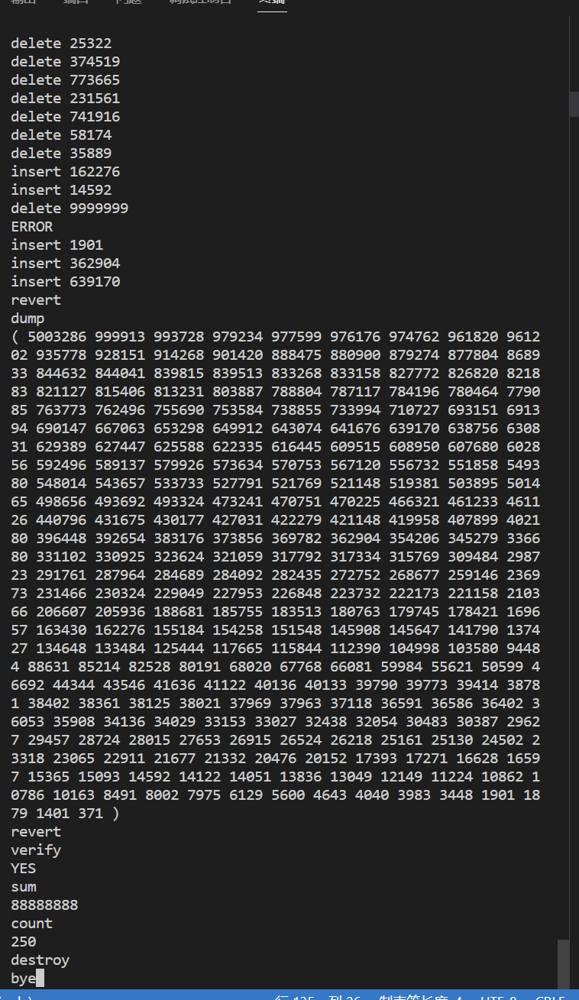 delete 25322
delete 374519
delete 773665
delete 231561
delete 741916
delete 58174
delete 35889
insert 162276
insert 14592
delete 9999999
ERROR
insert 1901
insert 362904
insert 639170
revert
dump
( 5003286 999913 993728 979234 977599 976176 974762 961820 9612
02 935778 928151 914268 901420 888475 880900 879274 877804 8689
33 844632 844041 839815 839513 833268 833158 827772 826820 8218
83 821127 815406 813231 803887 788804 787117 784196 780464 7790
85 763773 762496 755690 753584 738855 733994 710727 693151 6913
94 690147 667063 653298 649912 643074 641676 639170 638756 6308
31 629389 627447 625588 622335 616445 609515 608950 607680 6028
56 592496 589137 579926 573634 570753 567120 556732 551858 5493
80 548014 543657 533733 527791 521769 521148 519381 503895 5014
65 498656 493692 493324 473241 470751 470225 466321 461233 4611
26 440796 431675 430177 427031 422279 421148 419958 407899 4021
80 396448 392654 383176 373856 369782 362904 354206 345279 3366
80 331102 330925 323624 321059 317792 317334 315769 309484 2987
23 291761 287964 284689 284092 282435 272752 268677 259146 2369
73 231466 230324 229049 227953 226848 223732 222173 221158 2103
66 206607 205936 188681 185755 183513 180763 179745 178421 1696
57 163430 162276 155184 154258 151548 145908 145647 141790 1374
27 134648 133484 125444 117665 115844 112390 104998 103580 9448
4 88631 85214 82528 80191 68020 67768 66081 59984 55621 50599 4
6692 44344 43546 41636 41122 40136 40133 39790 39773 39414 3878
1 38402 38361 38125 38021 37969 37963 37118 36591 36586 36402 3
6053 35908 34136 34029 33153 33027 32438 32054 30483 30387 2962
7 29457 28724 28015 27653 26915 26524 26218 25161 25130 24502 2
3318 23065 22911 21677 21332 20476 20152 17393 17271 16628 1659
7 15365 15093 14592 14122 14051 13836 13049 12149 11224 10862 1
0786 10163 8491 8002 7975 6129 5600 4643 4040 3983 3448 1901 18
79 1401 371 )
revert
verify
YES
sum
88888888
count
250
destroy
bye